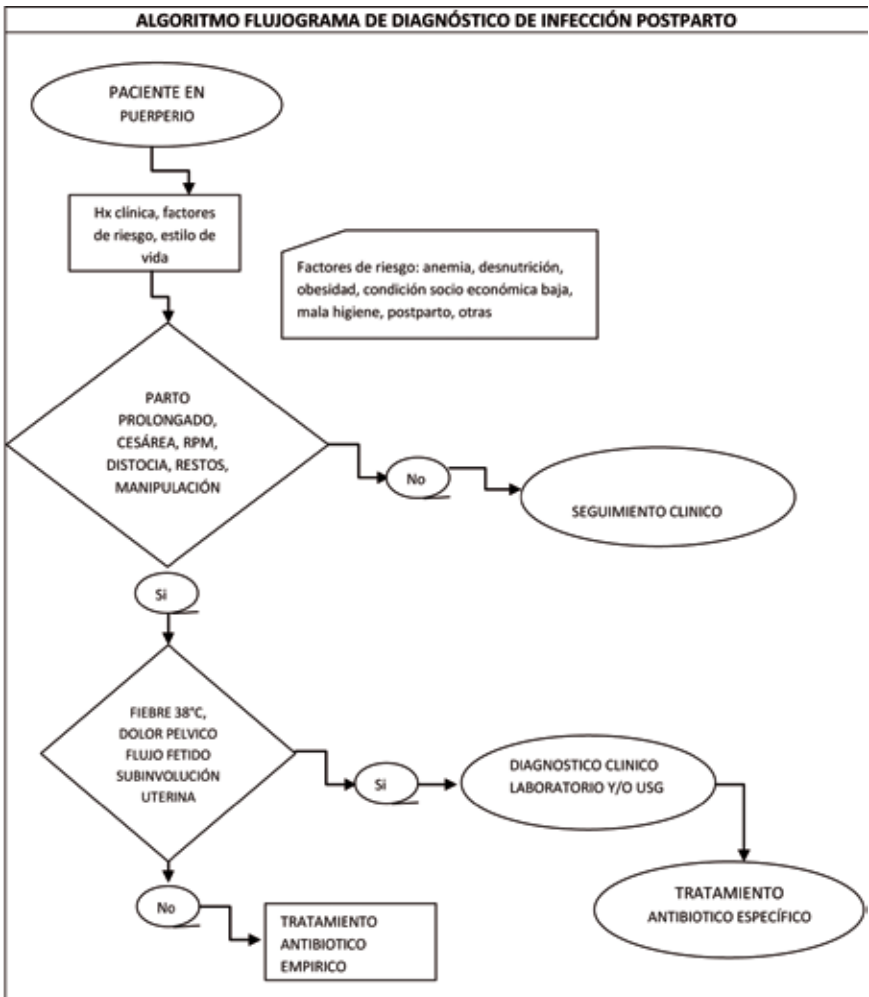 ALGORITMO FLUJOGRAMA DE DIAGNÓSTICO DE INFECCIÓN POSTPARTO
PACIENTE EN
PUERPERIO
Hx clínica, factores
de riesgo, estilo de
vida
Factores de riesgo: anemia, desnutrición,
obesidad, condición socio económica baja,
mala higiene, postparto, otras
PARTO
PROLONGADO,
CESÁREA, RPM,
DISTOCIA, RESTOS,
MANIPULACIÓN
No
SEGUIMIENTO CLINICO
Si
FIEBRE 38°C,
DOLOR PELVICO
FLUJO FETIDO
SUBINVOLUCIÓN
UTERINA
Si
DIAGNOSTICO CLINICO
LABORATORIO Y/O USG
TRATAMIENTO
ANTIBIOTICO ESPECÍFICO
No
TRATAMIENTO
ANTIBIOTICO
EMPIRICO